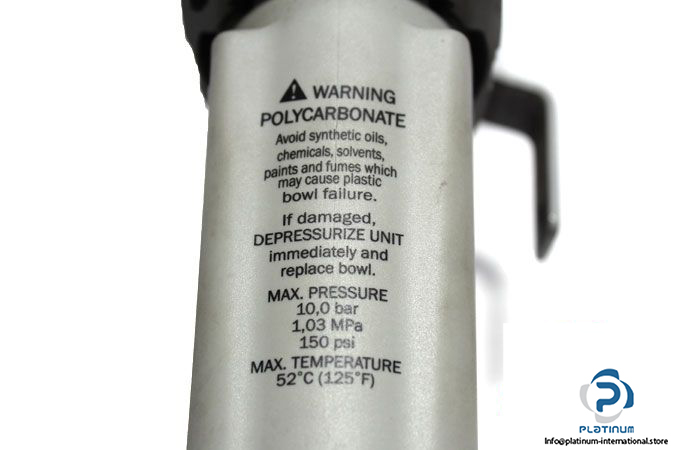 WARNING
POLYCARBONATE
Avoid synthetic oils,
chemicals, solvents,
paints and fumes which
may cause plastic
bowl failure.
If damaged,
DEPRESSURIZE UNIT
immediately and
replace bowl.
MAX. PRESSURE
10,0 bar
1,03 MPa
150 psi
MAX. TEMPERATURE
52°C (125°F)
PLATINUM
Info@platinum-international.store